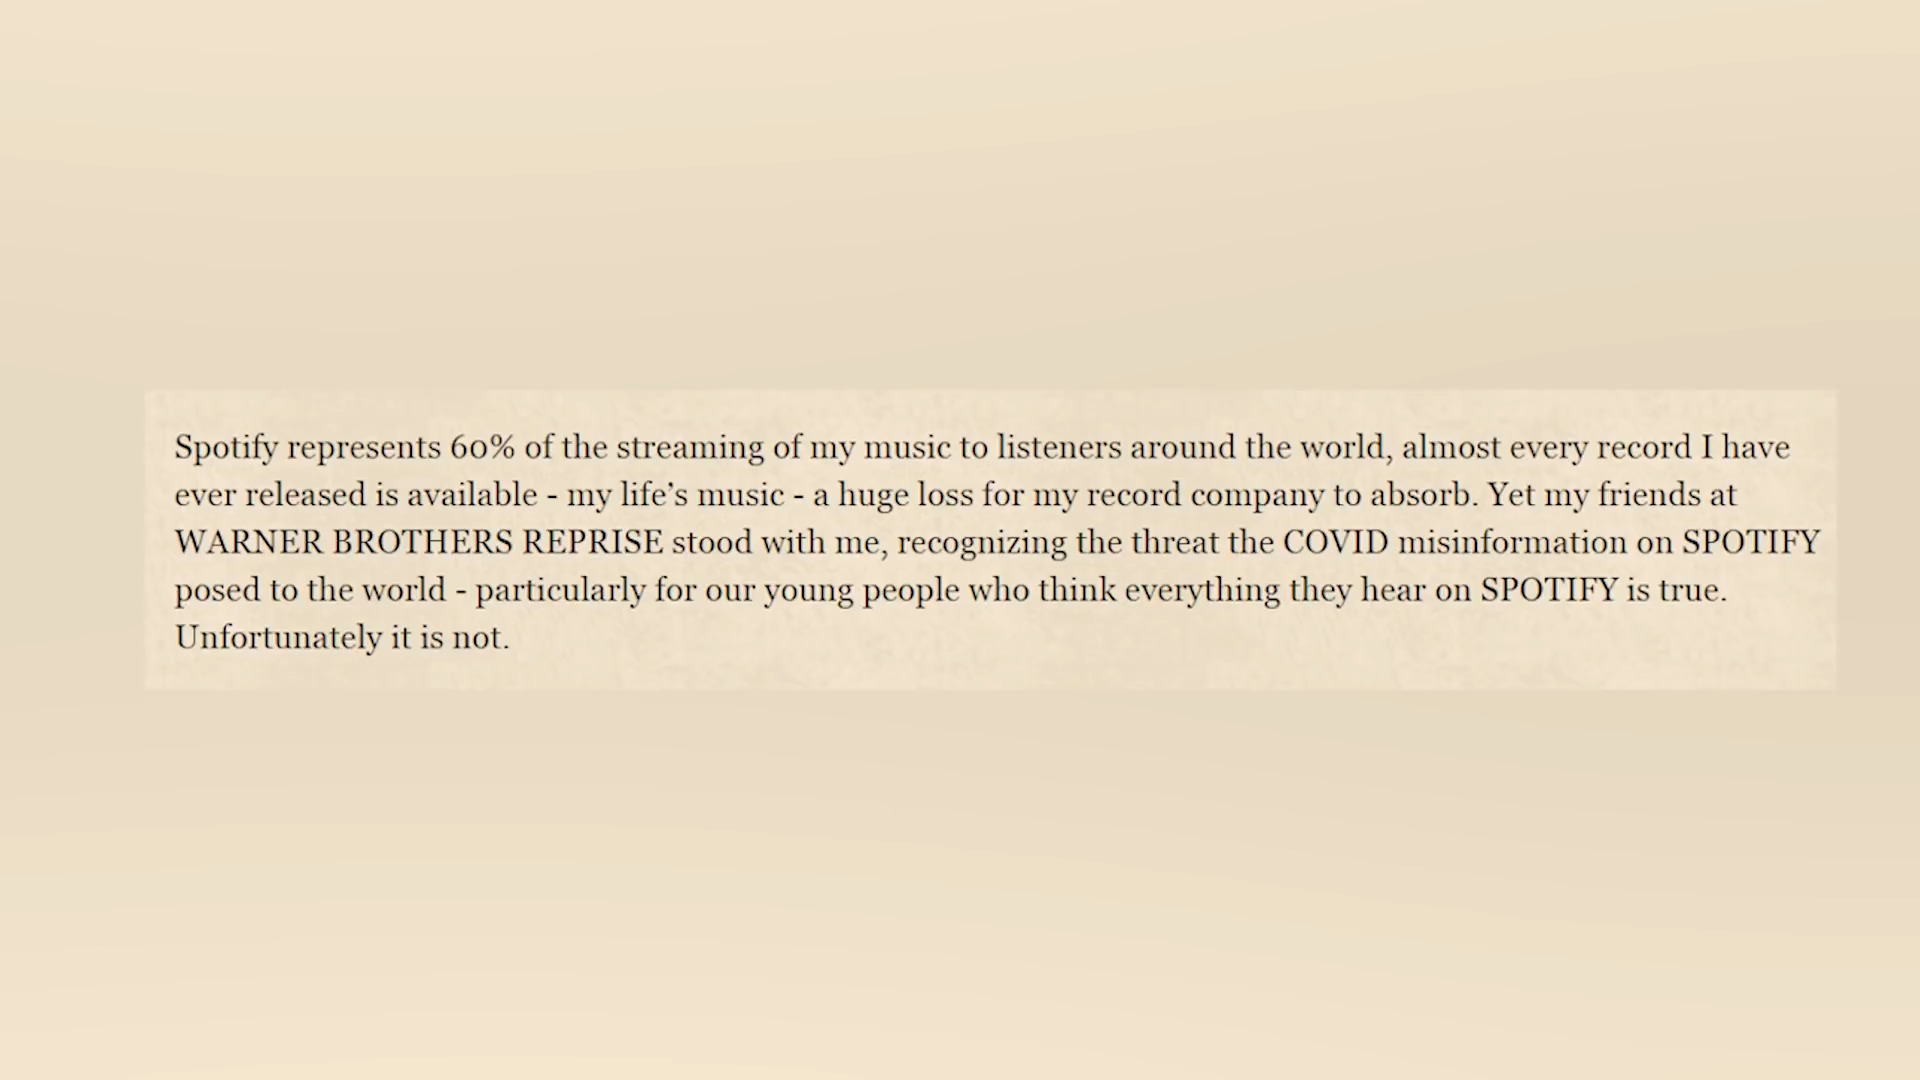 Spotify represents 60% of the streaming of my music to listeners around the world, almost every record I have
ever released is available - my life’s music - a huge loss for my record company to absorb. Yet my friends at
WARNER BROTHERS REPRISE stood with me, recognizing the threat the COVID misinformation on SPOTIFY
posed to the world - particularly for our young people who think everything they hear on SPOTIFY is true.
Unfortunately it is not.